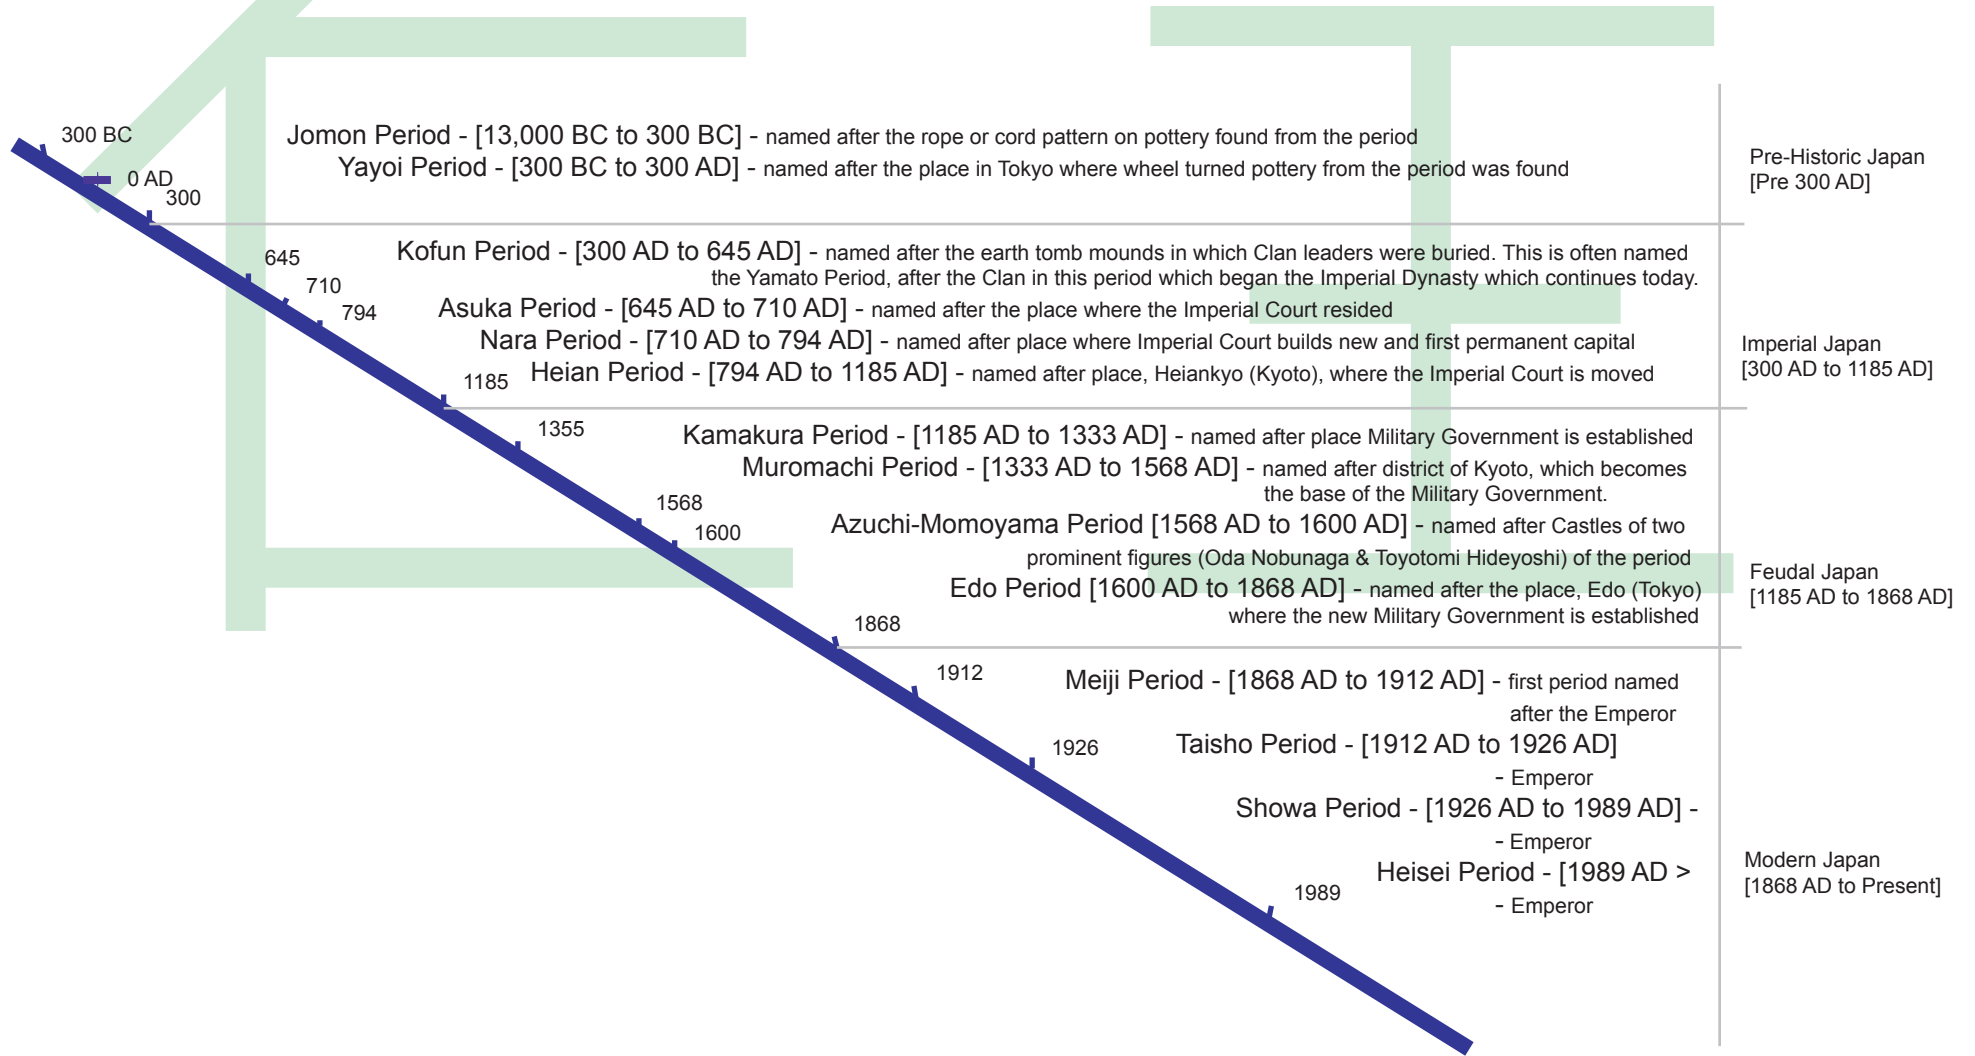 300 BC
0 AD
300
645
710
794
1185
1355
1568
1600
1868
1912
1926
1989
Jomon Period - [13,000 BC to 300 BC] - named after the rope or cord pattern on pottery found from the period
Yayoi Period - [300 BC to 300 AD] - named after the place in Tokyo where wheel turned pottery from the period was found
Pre-Historic Japan
[Pre 300 AD]
Kofun Period - [300 AD to 645 AD] - named after the earth tomb mounds in which Clan leaders were buried. This is often named
the Yamato Period, after the Clan in this period which began the Imperial Dynasty which continues today.
Asuka Period - [645 AD to 710 AD] - named after the place where the Imperial Court resided
Nara Period - [710 AD to 794 AD] - named after place where Imperial Court builds new and first permanent capital
Heian Period - [794 AD to 1185 AD] - named after place, Heiankyo (Kyoto), where the Imperial Court is moved
Imperial Japan
[300 AD to 1185 AD]
Kamakura Period - [1185 AD to 1333 AD] - named after place Military Government is established
Muromachi Period - [1333 AD to 1568 AD] - named after district of Kyoto, which becomes
the base of the Military Government.
Azuchi-Momoyama Period [1568 AD to 1600 AD] - named after Castles of two
prominent figures (Oda Nobunaga & Toyotomi Hideyoshi) of the period
Edo Period [1600 AD to 1868 AD] - named after the place, Edo (Tokyo)
where the new Military Government is established
Feudal Japan
[1185 AD to 1868 AD]
Meiji Period - [1868 AD to 1912 AD] - first period named
after the Emperor
Taisho Period - [1912 AD to 1926 AD]
- Emperor
Showa Period - [1926 AD to 1989 AD] -
- Emperor
Heisei Period - [1989 AD >
- Emperor
Modern Japan
[1868 AD to Present]